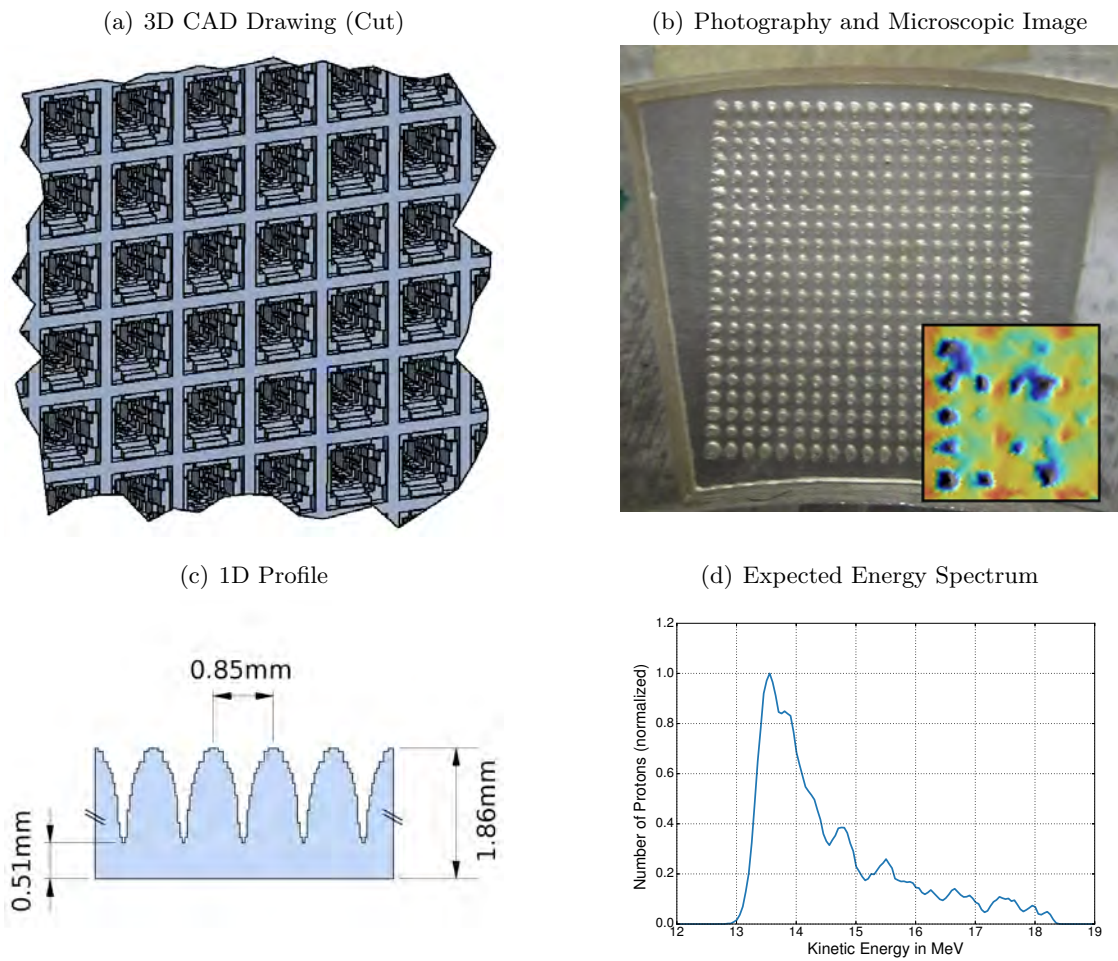 (a) 3D CAD Drawing (Cut)
(b) Photography and Microscopic Image
(c) 1D Profile
0.85mm
0.51mm
1.86mm
(d) Expected Energy Spectrum
Number of Protons (normalized)
1.2
1.0
0.8
0.6
0.4
0.2
0.0
12 13 14 15 16 17 18 19
Kinetic Energy in MeV